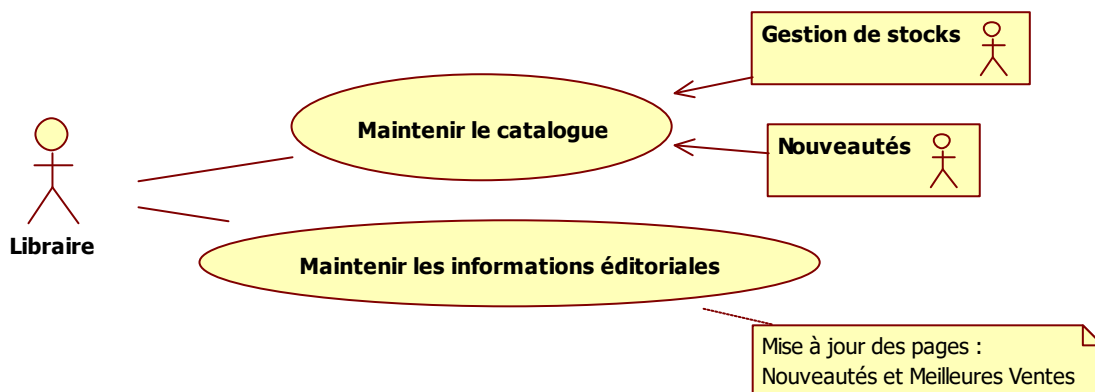 Gestion de stocks
Maintenir le catalogue
Nouveautés
Libraire
Maintenir les informations éditoriales
Mise à jour des pages :
Nouveautés et Meilleures Ventes